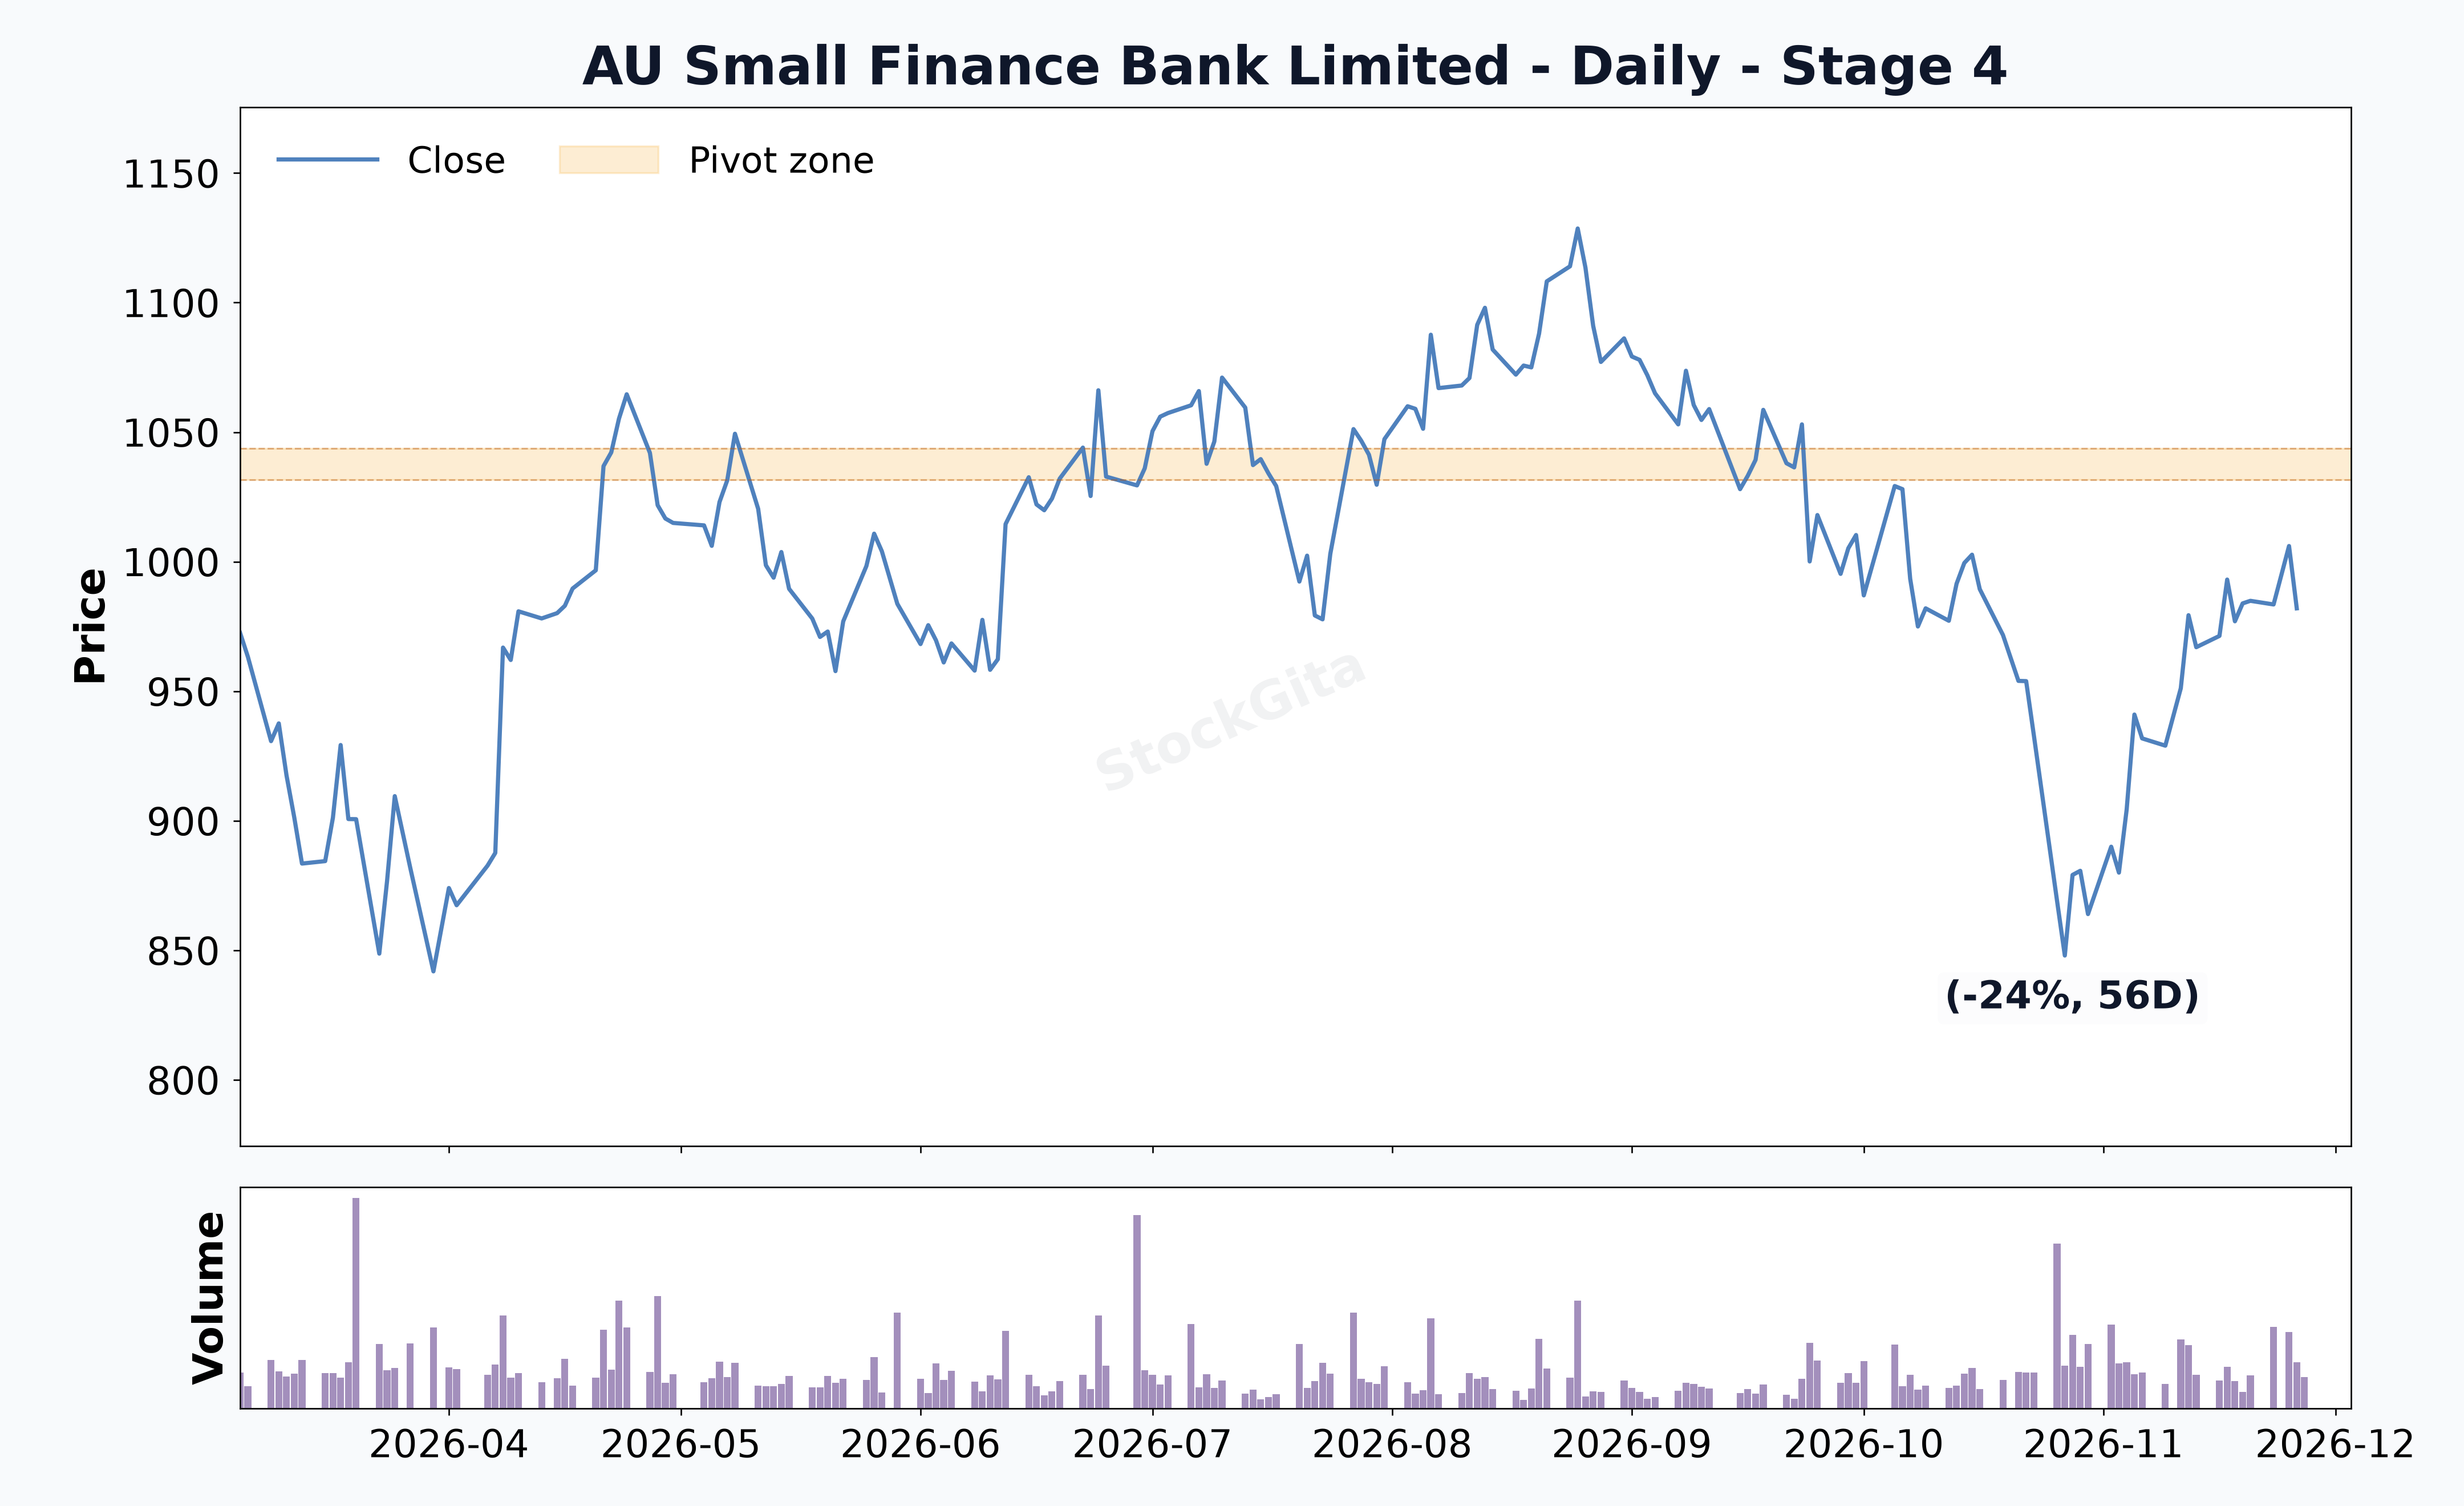 AU Small Finance Bank Limited - Daily - Stage 4
Close Pivot zone
1150
1100
1050
1000
950
900
850
800
Price
StockGita
(-24%, 56D)
Volume
2026-04 2026-05 2026-06 2026-07 2026-08 2026-09 2026-10 2026-11 2026-12